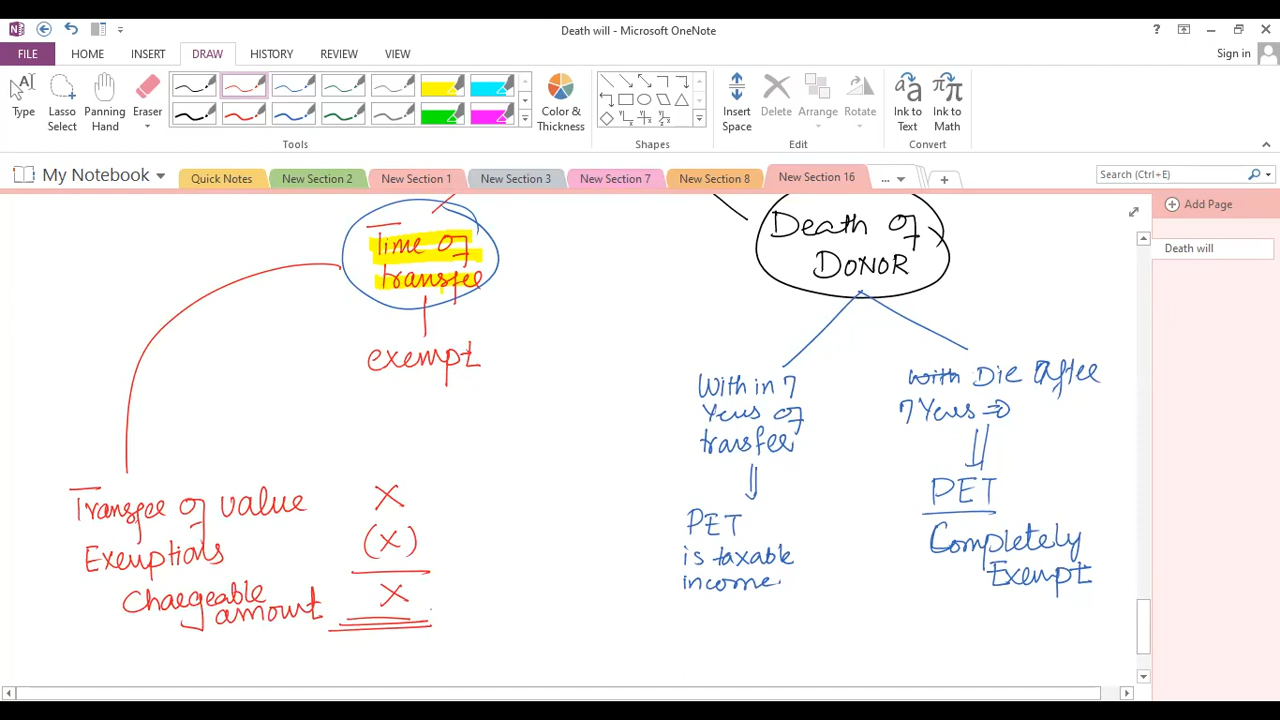 Death will - Microsoft OneNote
?
Sign in
FILE
HOME
INSERT
DRAW
HISTORY
REVIEW
VIEW
Type
Lasso
Select
Panning
Hand
Eraser
Color &
Thickness
Insert
Space
Delete
Arrange
Rotate
Ink to
Text
Ink to
Math
Tools
Shapes
Edit
Convert
My Notebook
Quick Notes
New Section 2
New Section 1
New Section 3
New Section 7
New Section 8
New Section 16
...
Search (Ctrl+E)
Add Page
Death will
Time of
transfer
exempt
Transfer of value X
Exemptions (X)
Chargeable
amount X
Death of
DONOR
With in 7
Years of
transfer
PET
is taxable
income.
with Die After
7 Years ⇒
PET
Completely
Exempt